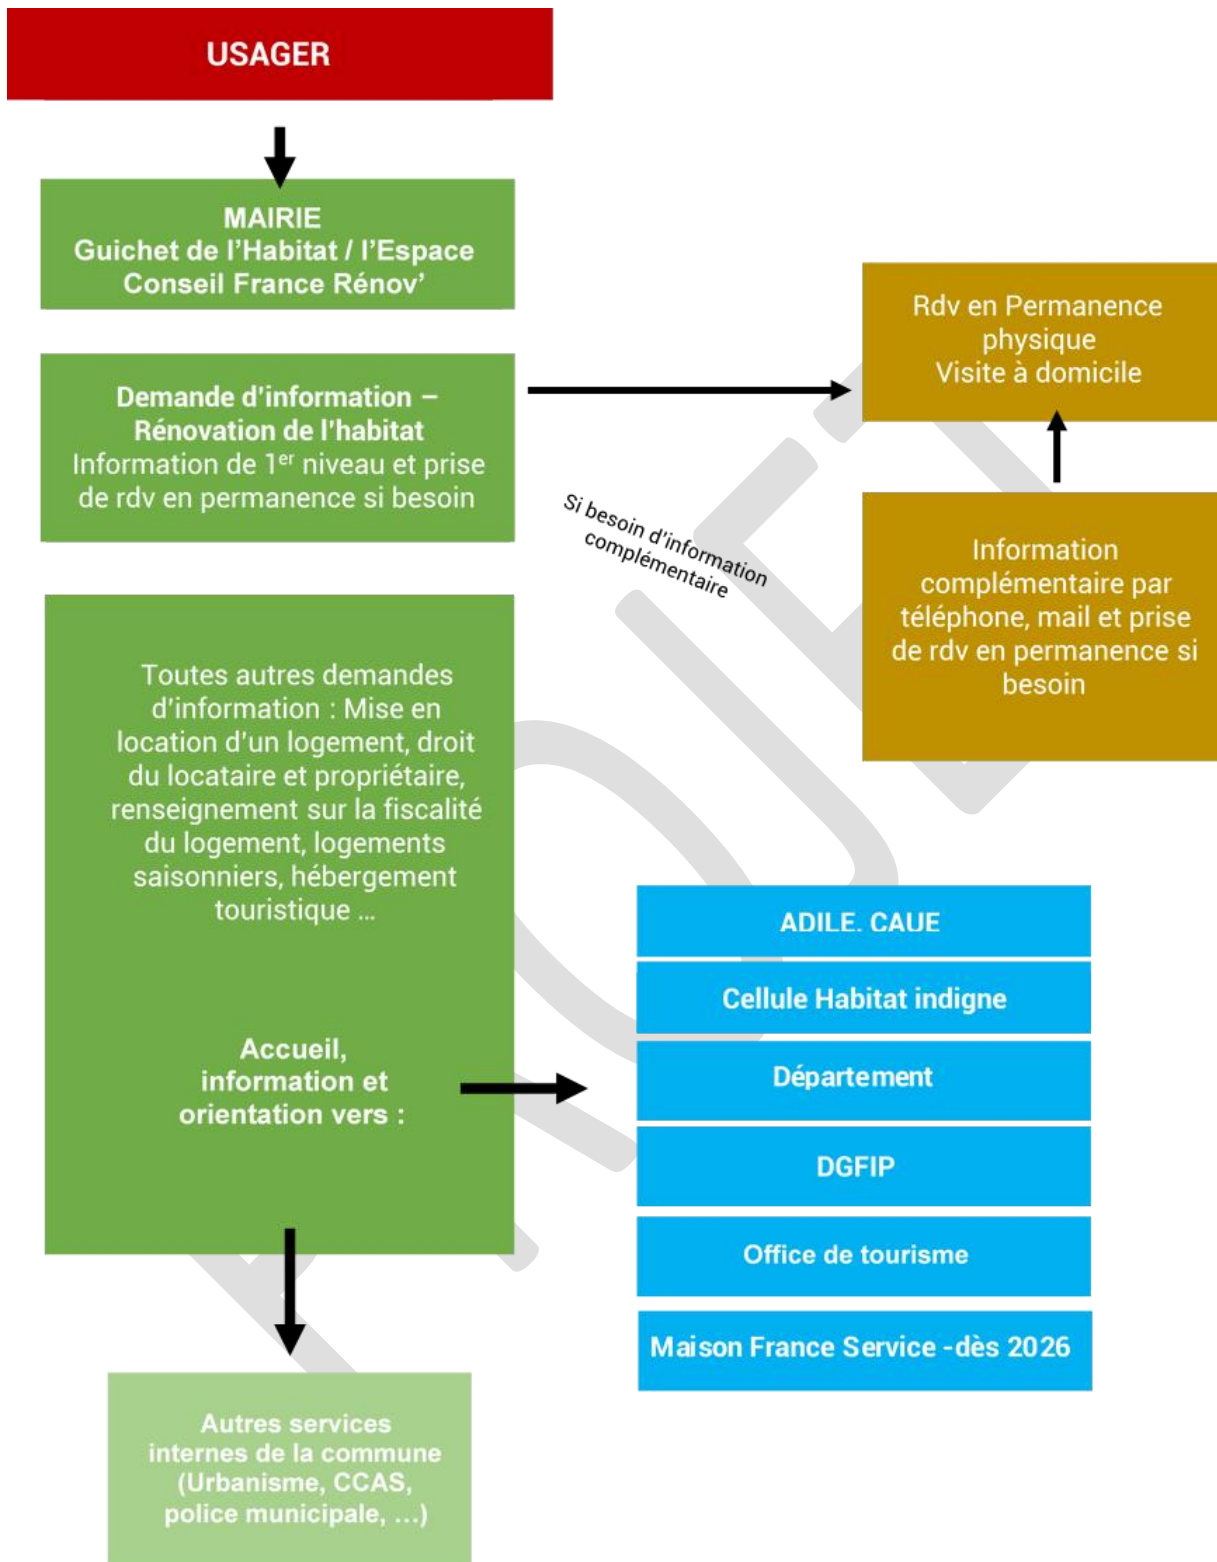 USAGER
MAIRIE
Guichet de l'Habitat / l'Espace
Conseil France Rénov'
Demande d'information –
Rénovation de l'habitat
Information de 1er niveau et prise
de rdv en permanence si besoin
Rdv en Permanence
physique
Visite à domicile
Si besoin d'information
complémentaire
Information
complémentaire par
téléphone, mail et prise
de rdv en permanence si
besoin
Toutes autres demandes
d'information : Mise en
location d'un logement, droit
du locataire et propriétaire,
renseignement sur la fiscalité
du logement, logements
saisonniers, hébergement
touristique ...
Accueil,
information et
orientation vers :
ADILE, CAUE
Cellule Habitat indigne
Département
DGFIP
Office de tourisme
Maison France Service -dès 2026
Autres services
internes de la commune
(Urbanisme, CCAS,
police municipale, ...)